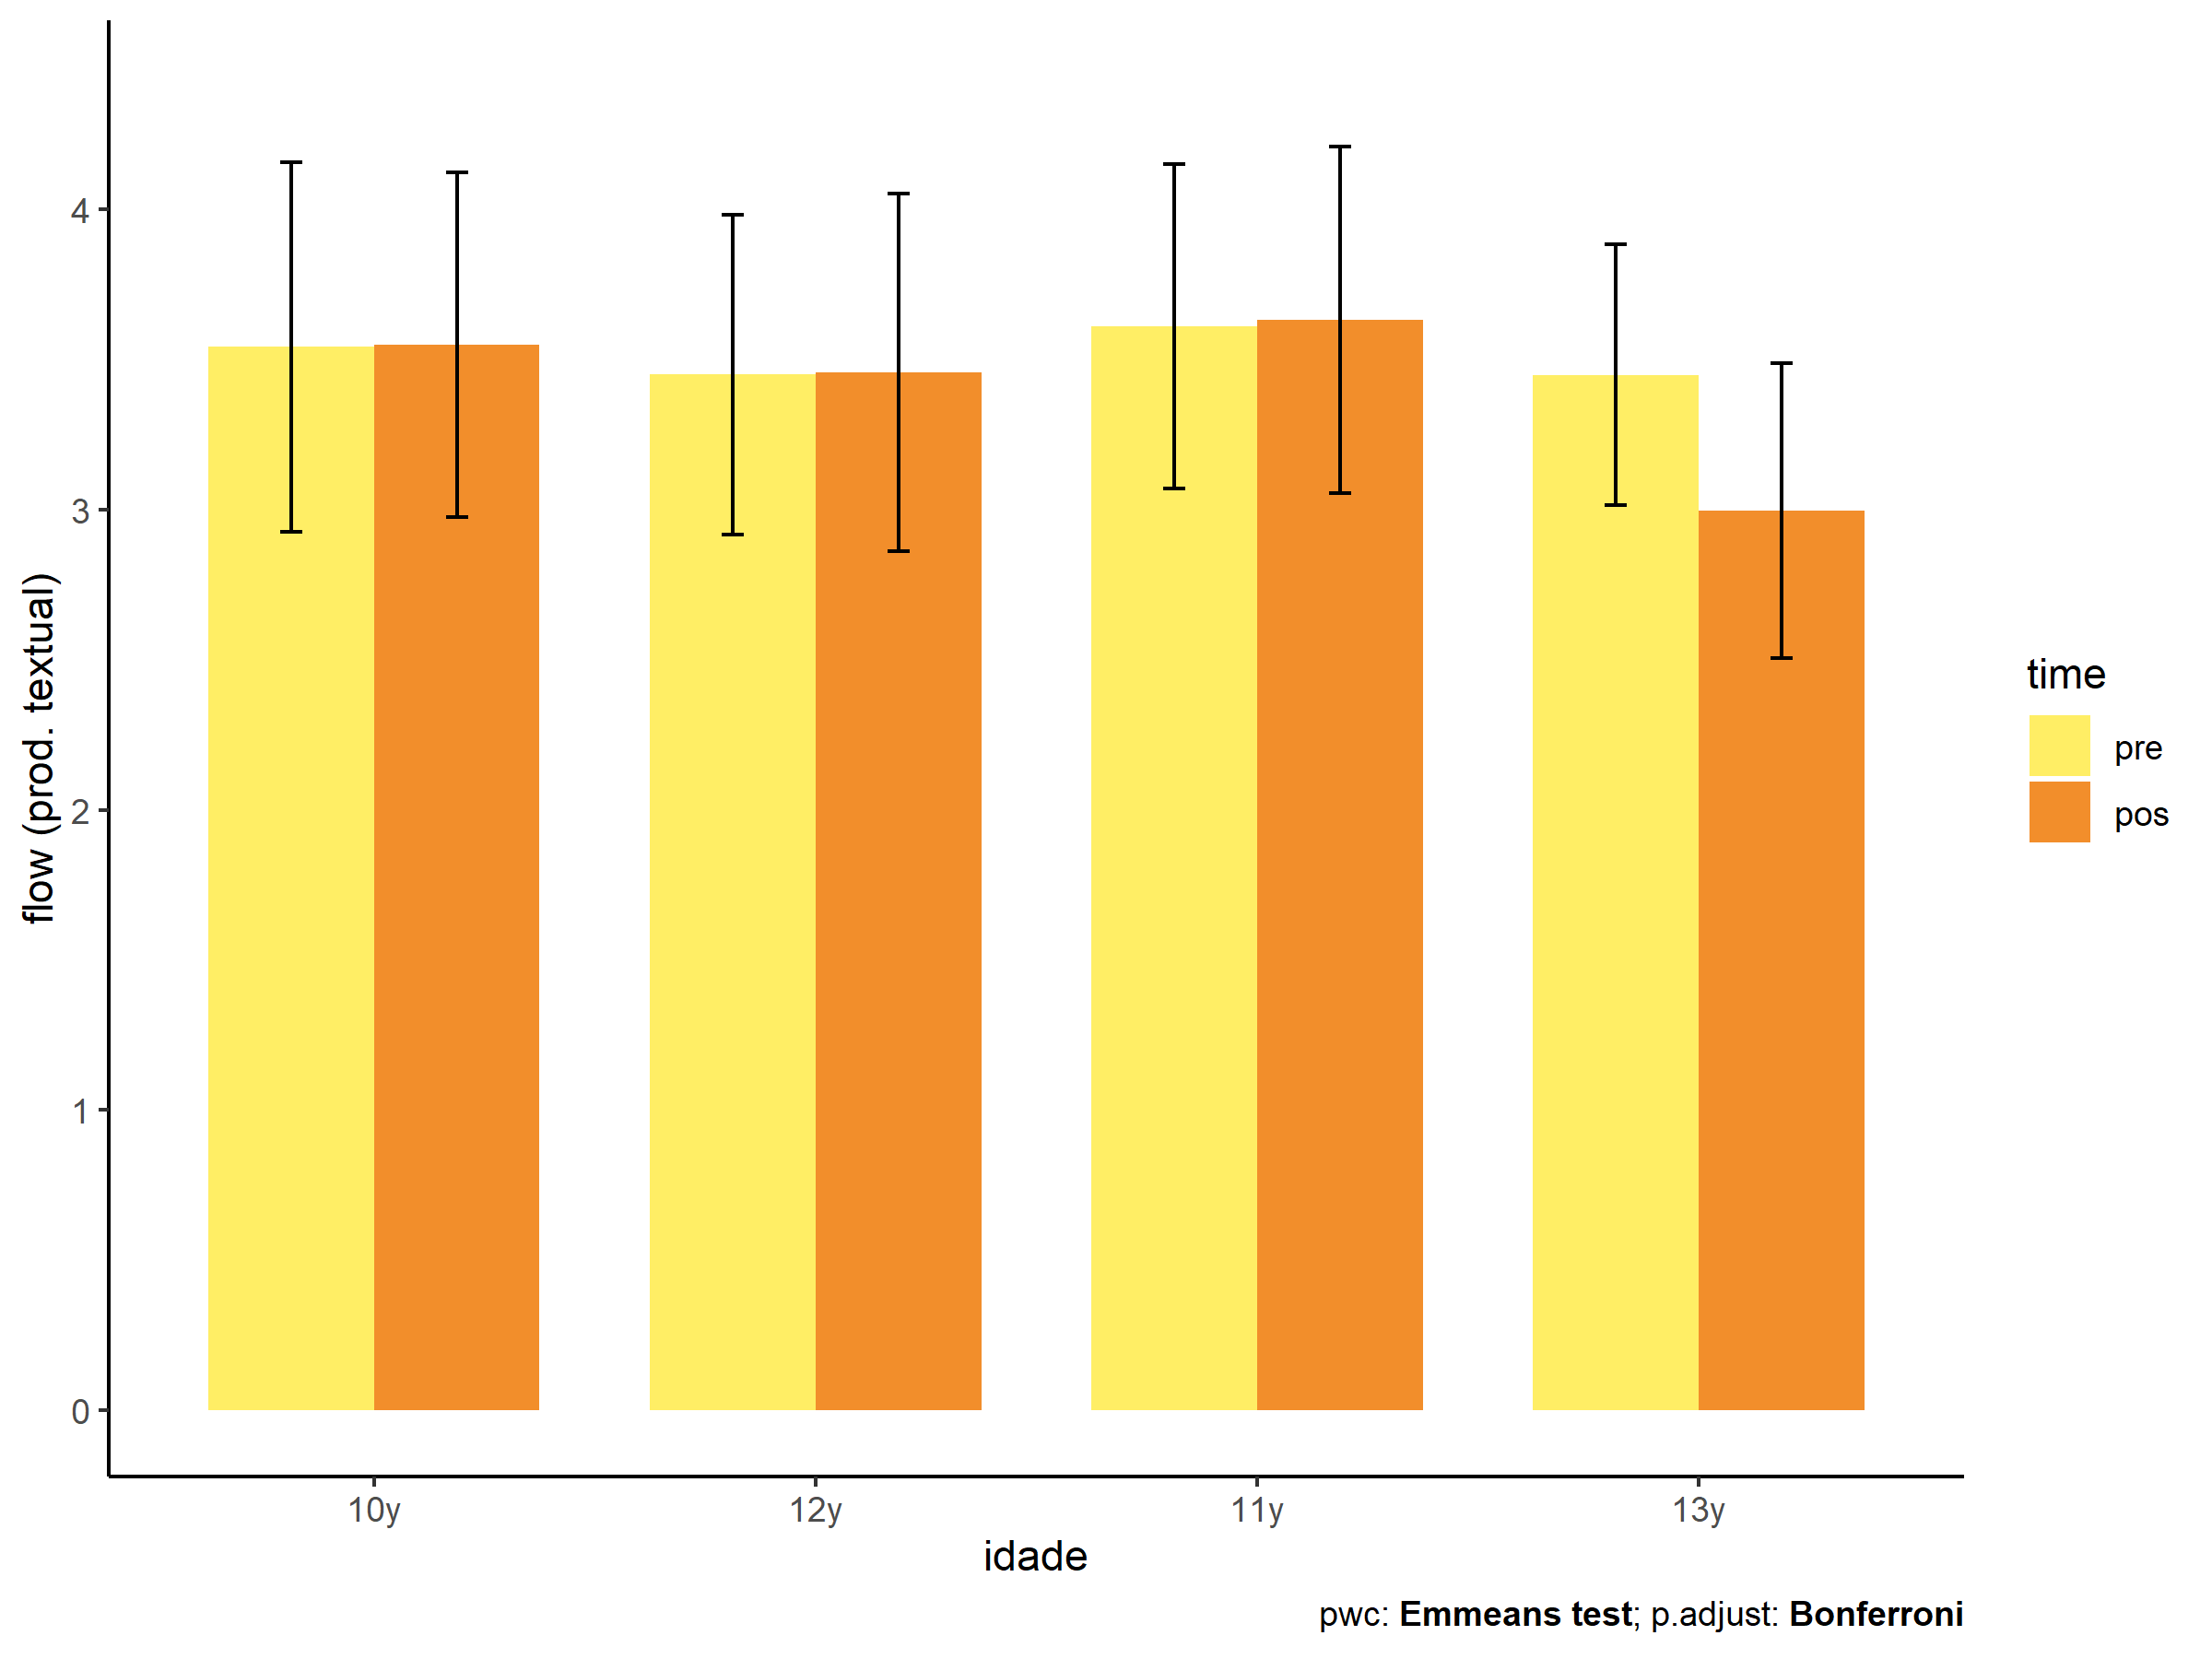 flow (prod. textual)
4
3
2
1
0
10y
12y
11y
13y
idade
time
pre
pos
pwc: Emmeans test; p.adjust: Bonferroni